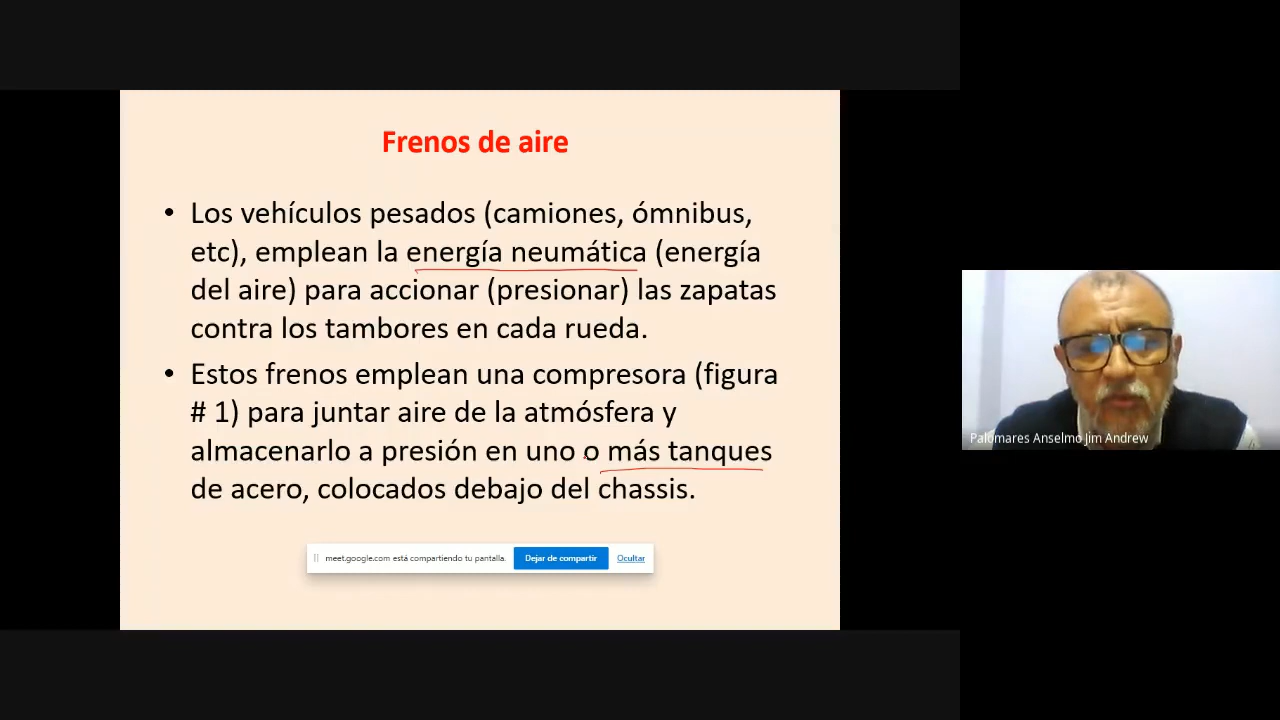 Frenos de aire
• Los vehículos pesados (camiones, ómnibus,
etc), emplean la energía neumática (energía
del aire) para accionar (presionar) las zapatas
contra los tambores en cada rueda.
• Estos frenos emplean una compresora (figura
# 1) para juntar aire de la atmósfera y
almacenarlo a presión en uno o más tanques
de acero, colocados debajo del chassis.
meet.google.com está compartiendo tu pantalla. Dejar de compartir Ocultar
Palomares Anselmo Jim Andrew